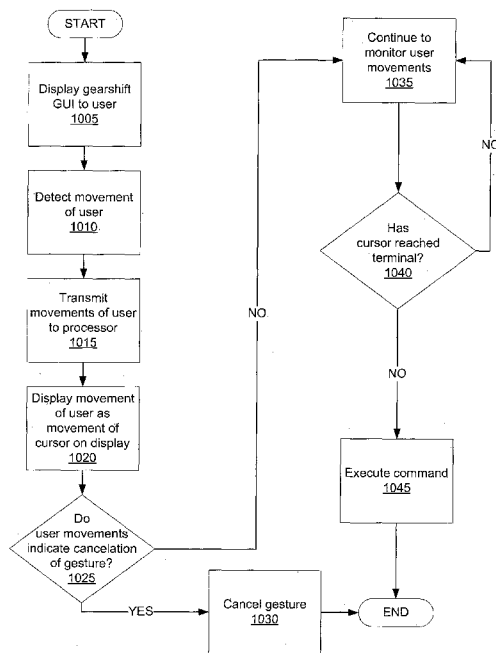 START
Display gearshift
GUI to user
1005
Detect movement
of user
1010
Transmit
movements of user
to processor
1015
Display movement
of user as
movement of
cursor on display
1020
Do
user movements
indicate cancelation
of gesture?
1025
YES
Cancel gesture
1030
NO
Continue to
monitor user
movements
1035
Has
cursor reached
terminal?
1040
NO
NO
Execute command
1045
END